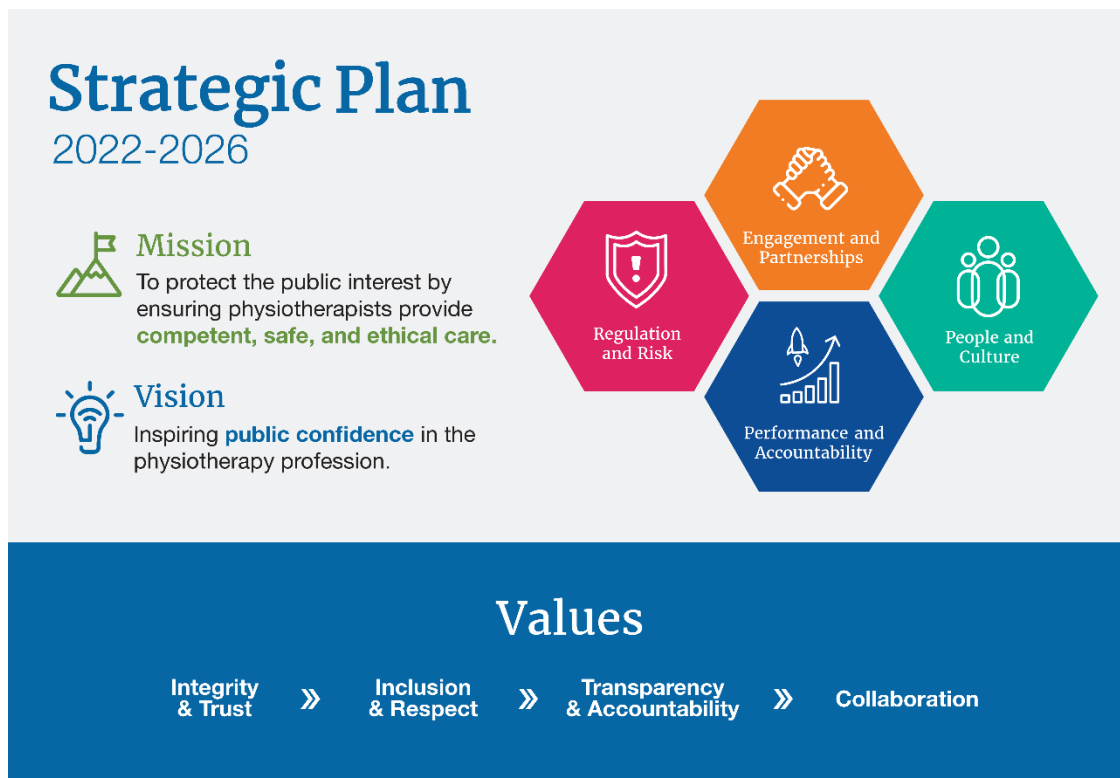 Strategic Plan
2022-2026
Mission
To protect the public interest by
ensuring physiotherapists provide
competent, safe, and ethical care.
Vision
Inspiring public confidence in the
physiotherapy profession.
Engagement and
Partnerships
Regulation
and Risk
People and
Culture
Performance and
Accountability
Values
Integrity
& Trust
»
Inclusion
& Respect
»
Transparency
& Accountability
»
Collaboration